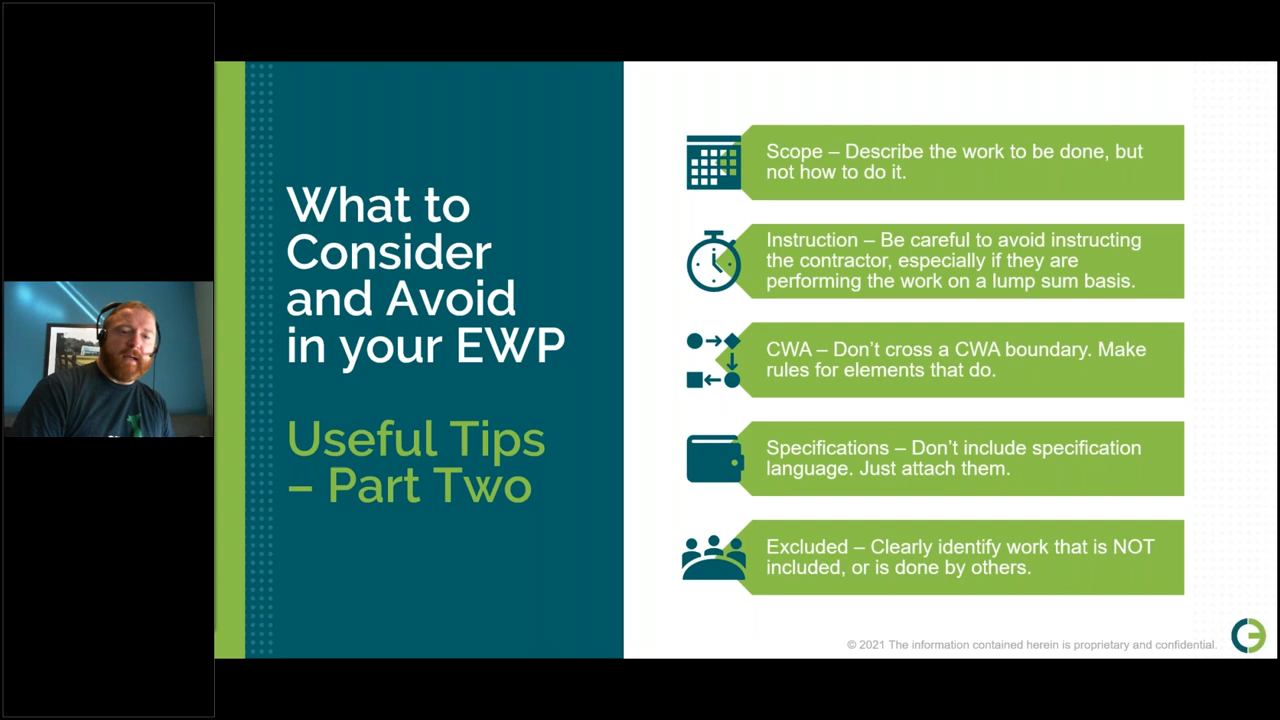 What to
Consider
and Avoid
in your EWP
Useful Tips
– Part Two
Scope – Describe the work to be done, but
not how to do it.
Instruction – Be careful to avoid instructing
the contractor, especially if they are
performing the work on a lump sum basis.
CWA – Don't cross a CWA boundary. Make
rules for elements that do.
Specifications – Don't include specification
language. Just attach them.
Excluded – Clearly identify work that is NOT
included, or is done by others.
© 2021 The information contained herein is proprietary and confidential.